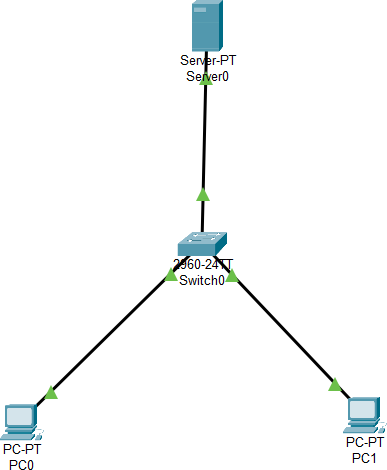 Server-PT
Server0
2960-24TT
Switch0
PC-PT
PC0
PC-PT
PC1